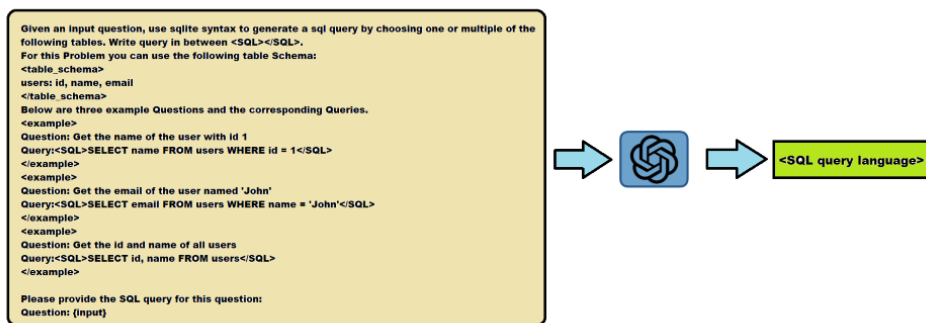 Given an input question, use sqlite syntax to generate a sql query by choosing one or multiple of the
following tables. Write query in between <SQL></SQL>.
For this Problem you can use the following table Schema:
<table_schema>
users: id, name, email
</table_schema>
Below are three example Questions and the corresponding Queries.
<example>
Question: Get the name of the user with id 1
Query:<SQL>SELECT name FROM users WHERE id = 1</SQL>
</example>
<example>
Question: Get the email of the user named 'John'
Query:<SQL>SELECT email FROM users WHERE name = 'John'</SQL>
</example>
<example>
Question: Get the id and name of all users
Query:<SQL>SELECT id, name FROM users</SQL>
</example>
Please provide the SQL query for this question:
Question: {input}
<SQL query language>